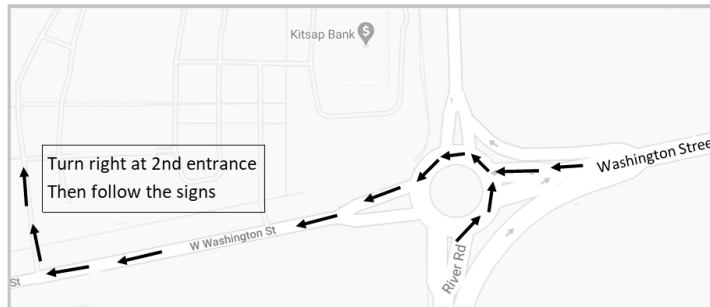 Kitsap Bank
$
Washington Stree
Turn right at 2nd entrance
Then follow the signs
W Washington St
River Rd
St